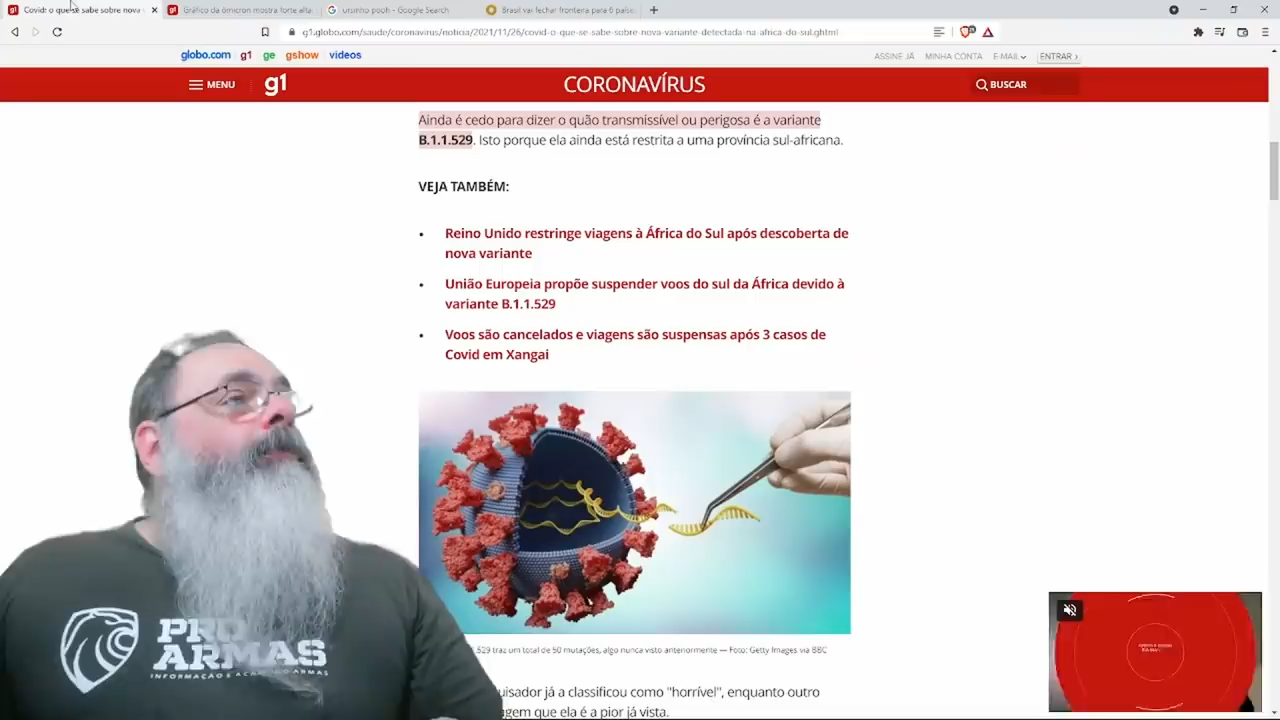 Covid: o que se sabe sobre nova v
Gráfico da ômicron mostra forte alta
ursinho pooh - Google Search
Brasil vai fechar fronteira para 6 paíse
g1.globo.com/saude/coronavirus/noticia/2021/11/26/covid-o-que-se-sabe-sobre-nova-variante-detectada-na-africa-do-sul.ghtml
globo.com g1 ge gshow videos
ASSINE JÁ MINHA CONTA E-MAIL ENTRAR ›
MENU g1 CORONAVÍRUS BUSCAR
Ainda é cedo para dizer o quão transmissível ou perigosa é a variante
B.1.1.529. Isto porque ela ainda está restrita a uma província sul-africana.
VEJA TAMBÉM:
Reino Unido restringe viagens à África do Sul após descoberta de
nova variante
União Europeia propõe suspender voos do sul da África devido à
variante B.1.1.529
Voos são cancelados e viagens são suspensas após 3 casos de
Covid em Xangai
529 traz um total de 50 mutações, algo nunca visto anteriormente — Foto: Getty Images via BBC
uisador já a classificou como "horrível", enquanto outro
agem que ela é a pior já vista.
PRO
ARMAS